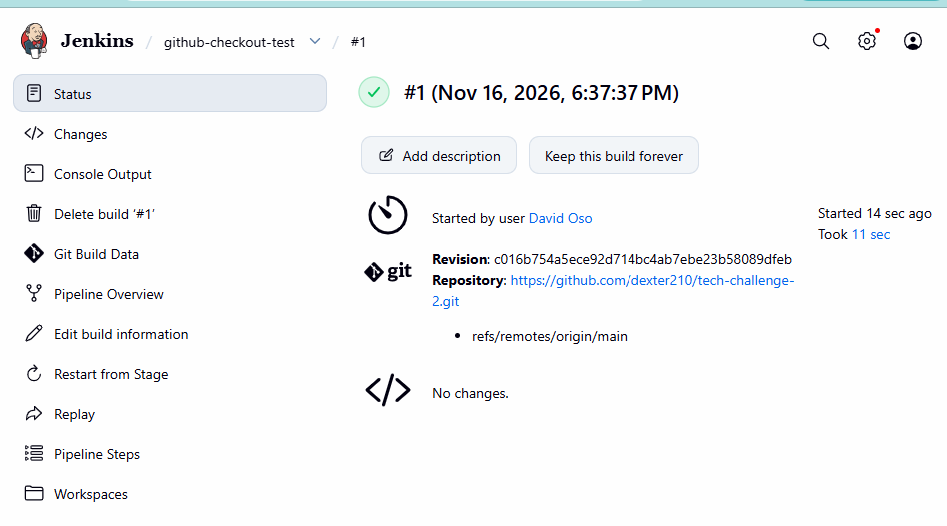 Jenkins / github-checkout-test / #1
Status
Changes
Console Output
Delete build ‘#1’
Git Build Data
Pipeline Overview
Edit build information
Restart from Stage
Replay
Pipeline Steps
Workspaces
#1 (Nov 16, 2026, 6:37:37 PM)
Add description
Keep this build forever
Started by user David Oso
Started 14 sec ago
Took 11 sec
git
Revision: c016b754a5ece92d714bc4ab7ebe23b58089dfeb
Repository: https://github.com/dexter210/tech-challenge-
2.git
• refs/remotes/origin/main
No changes.